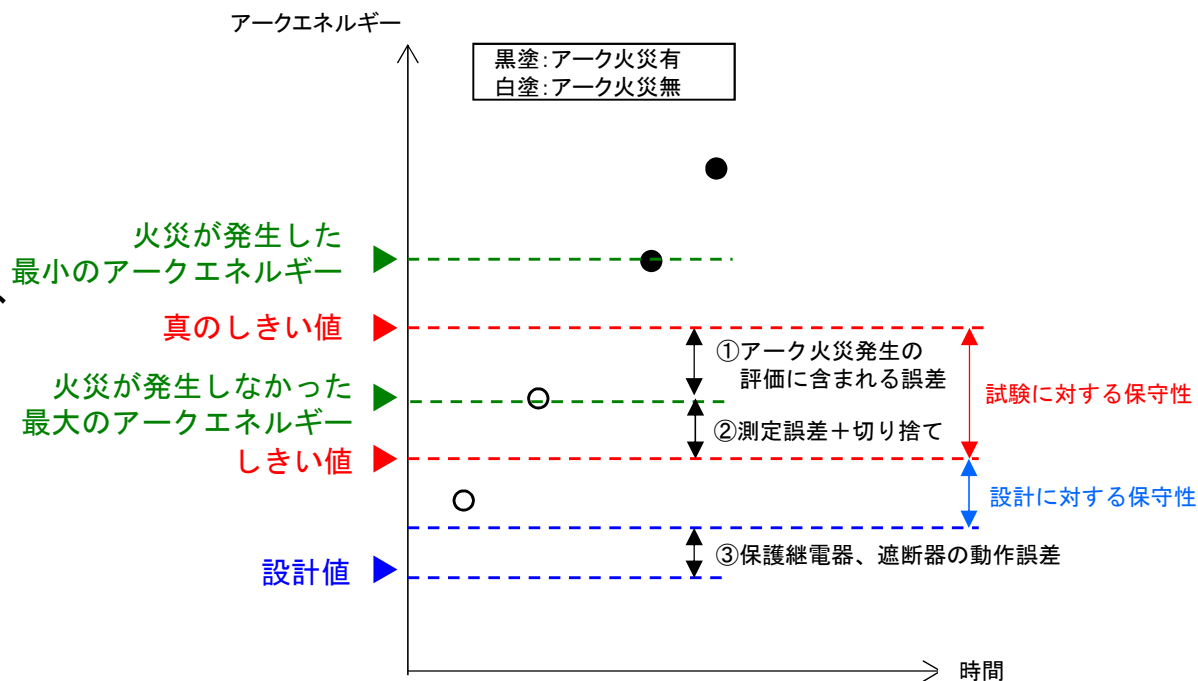 アークエネルギー
黒塗:アーク火災有
白塗:アーク火災無
火災が発生した
最小のアークエネルギー
真のしきい値
①アーク火災発生の
評価に含まれる誤差
火災が発生しなかった
最大のアークエネルギー
試験に対する保守性
②測定誤差+切り捨て
しきい値
設計に対する保守性
③保護継電器、遮断器の動作誤差
設計値
時間